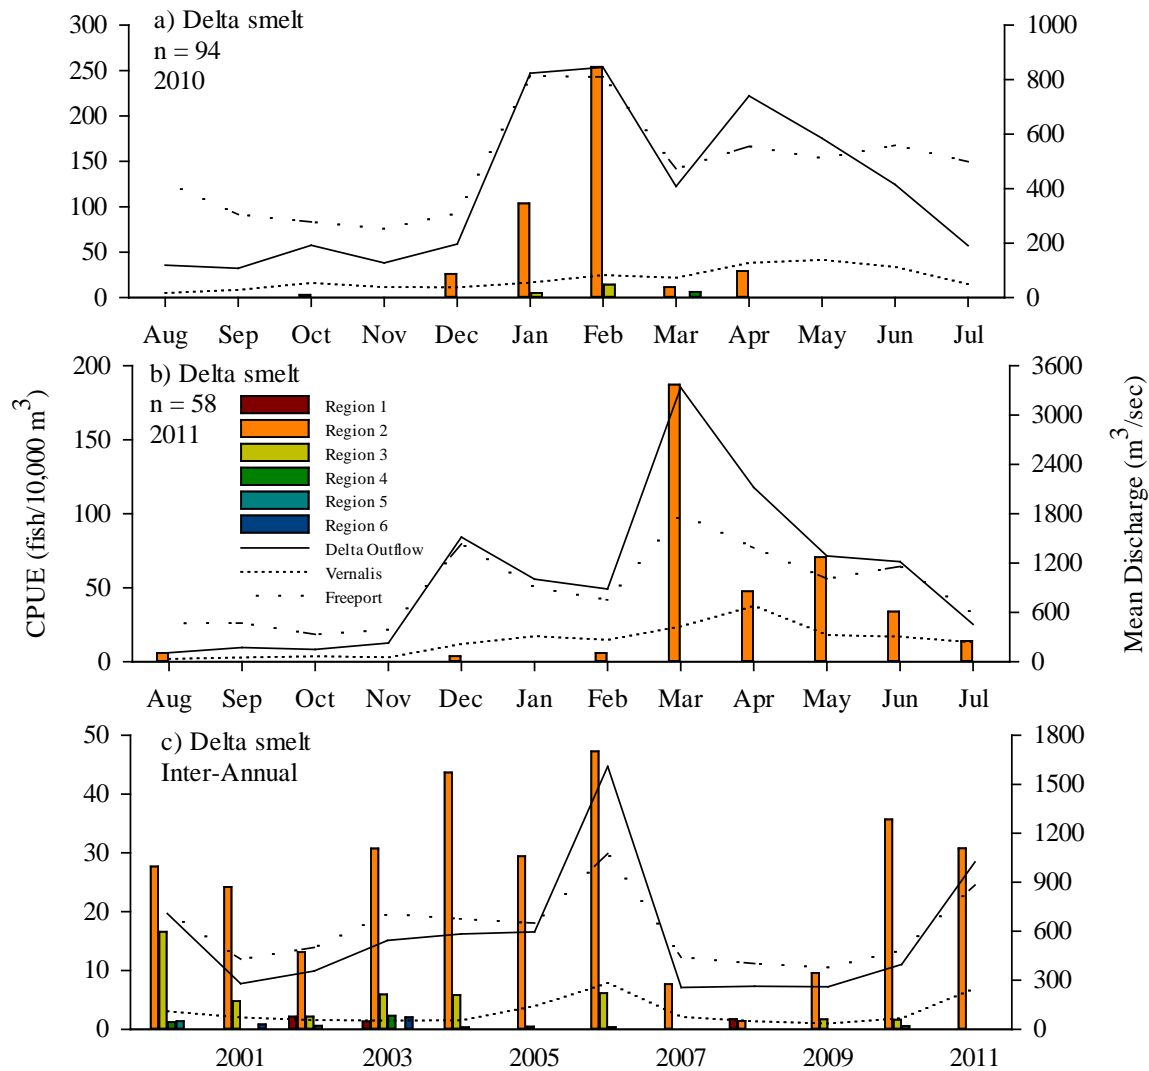 a) Delta smelt
n = 94
2010
300
250
200
150
100
50
0
1000
800
600
400
200
0
Aug Sep Oct Nov Dec Jan Feb Mar Apr May Jun Jul
b) Delta smelt
n = 58
2011
Region 1
Region 2
Region 3
Region 4
Region 5
Region 6
Delta Outflow
Vernalis
Freeport
200
150
100
50
0
3600
3000
2400
1800
1200
600
0
CPUE (fish/10,000 m³)
Mean Discharge (m³/sec)
Aug Sep Oct Nov Dec Jan Feb Mar Apr May Jun Jul
c) Delta smelt
Inter-Annual
50
40
30
20
10
0
1800
1500
1200
900
600
300
0
2001 2003 2005 2007 2009 2011